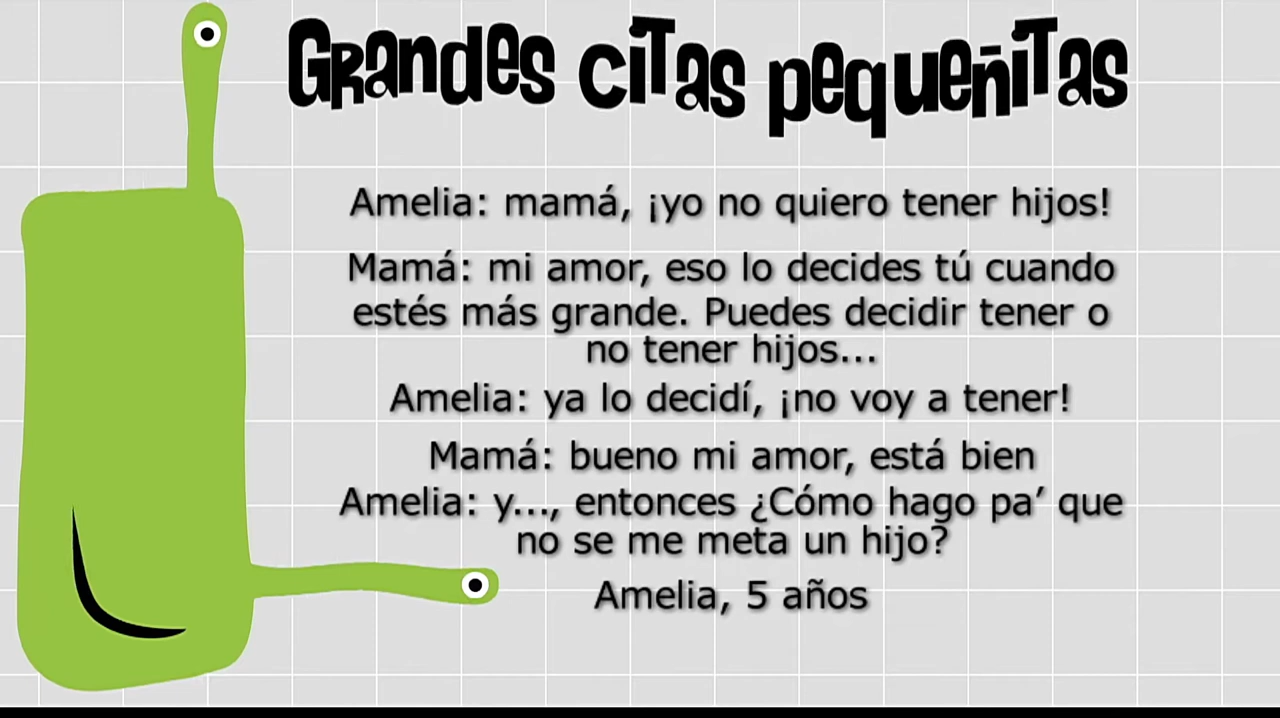 Grandes citas pequeñitas
Amelia: mamá, ¡yo no quiero tener hijos!
Mamá: mi amor, eso lo decides tú cuando
estés más grande. Puedes decidir tener o
no tener hijos...
Amelia: ya lo decidí, ¡no voy a tener!
Mamá: bueno mi amor, está bien
Amelia: y..., entonces ¿Cómo hago pa’ que
no se me meta un hijo?
Amelia, 5 años